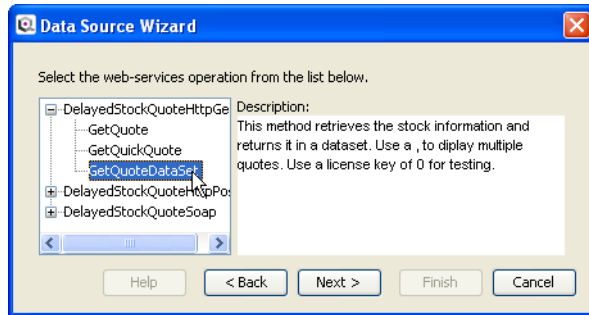 Data Source Wizard
Select the web-services operation from the list below.
DelayedStockQuoteHttpGe
GetQuote
GetQuickQuote
GetQuoteDataSet
DelayedStockQuoteHttpPo
DelayedStockQuoteSoap
Description:
This method retrieves the stock information and
returns it in a dataset. Use a , to diplay multiple
quotes. Use a license key of 0 for testing.
Help
< Back
Next >
Finish
Cancel